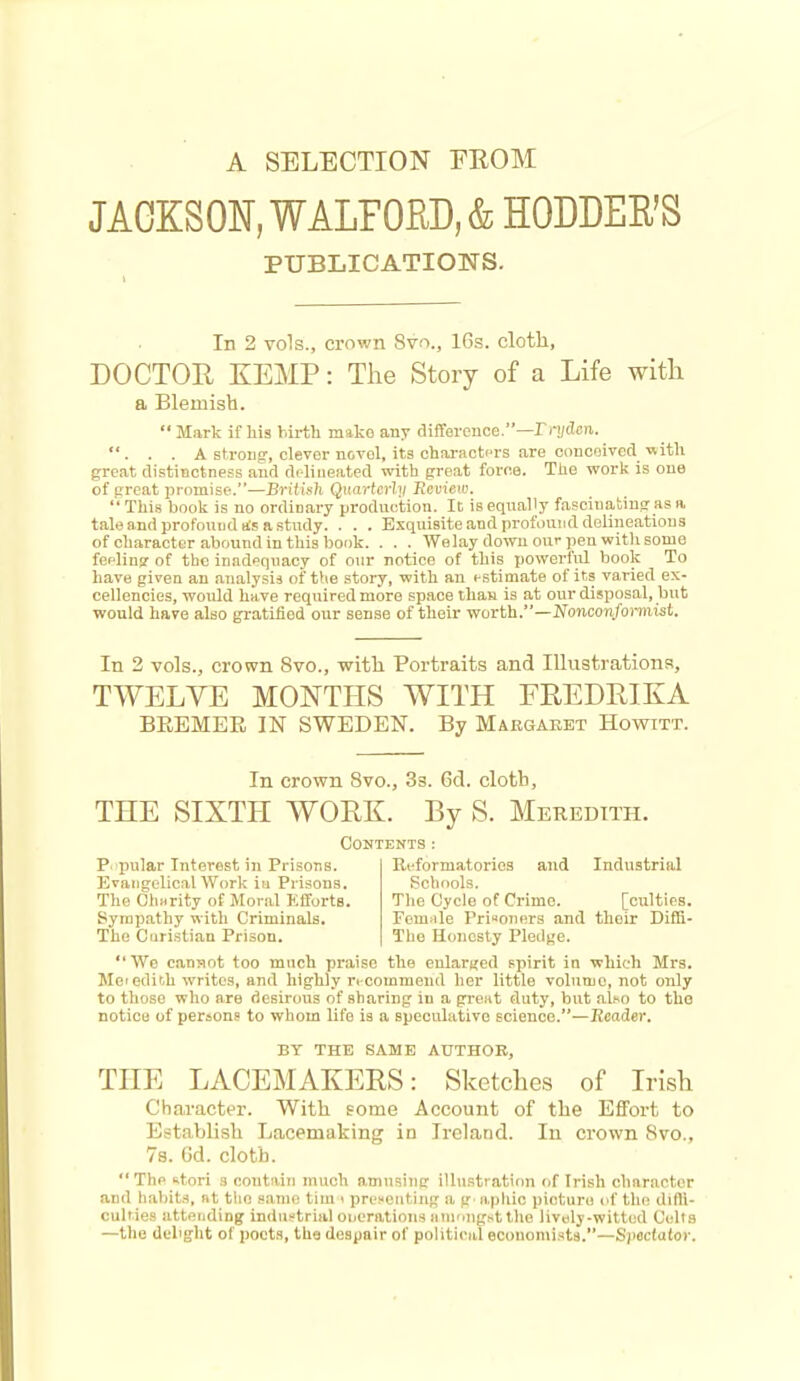 A SELECTION FROM
JACKSON, WALFORD, & HODDER'S
PUBLICATIONS.
In 2 vols., crown 8vo., 16s. cloth,
DOCTOR KEMP: The Story of a Life with
a Blemish.
"Mark if his birth make any difference."—Dryden.
". . . A strong, clever novel, its characters are conceived with
great distinctness and delineated with great force. The work is one
of great promise."—British Quarterly Review.
"This book is no ordinary production. It is equally fascinating as a
tale and profound as a study. . . . Exquisite and profound delineations
of character abound in this book. . . . We lay down our pen with some
feeling of the inadequacy of our notice of this powerful book To
have given an analysis of the story, with an estimate of its varied ex-
cellencies, would have required more space than is at our disposal, but
would have also gratified our sense of their worth."—Nonconformist.
In 2 vols., crown 8vo., with Portraits and Illustrations,
TWELVE MONTHS WITH FREDRIKA
BREMER IN SWEDEN. By Margaret Howitt.
In crown 8vo., 3s. 6d. cloth,
THE SIXTH WORK. By S. Meredith.
Contents:
Popular Interest in Prisons.
Evangelical Work in Prisons.
The Charity of Moral Efforts.
Sympathy with Criminals.
The Christian Prison.
Reformatories and Industrial
Schools.
The Cycle of Crime. [culties.
Female Prisoners and their Diffi-
The Honesty Pledge.
"We cannot too much praise the enlarged spirit in which Mrs.
Meredith writes, and highly recommend her little volume, not only
to those who are desirous of sharing in a great duty, but also to the
notice of persons to whom life is a speculative science."—Reader.
BY THE SAME AUTHOR,
THE LACEMAKERS: Sketches of Irish
Character. With some Account of the Effort to
Establish Lacemaking in Ireland. In crown 8vo.,
7s. 6d. cloth.
"The stori s contain much amusing illustration of Irish character
and habits, at the same time presenting a graphic picture of the diffi-
culties attending industrial operations amongst the lively-witted Celts
—the delight of poets, the despair of political economists."—Spectator.